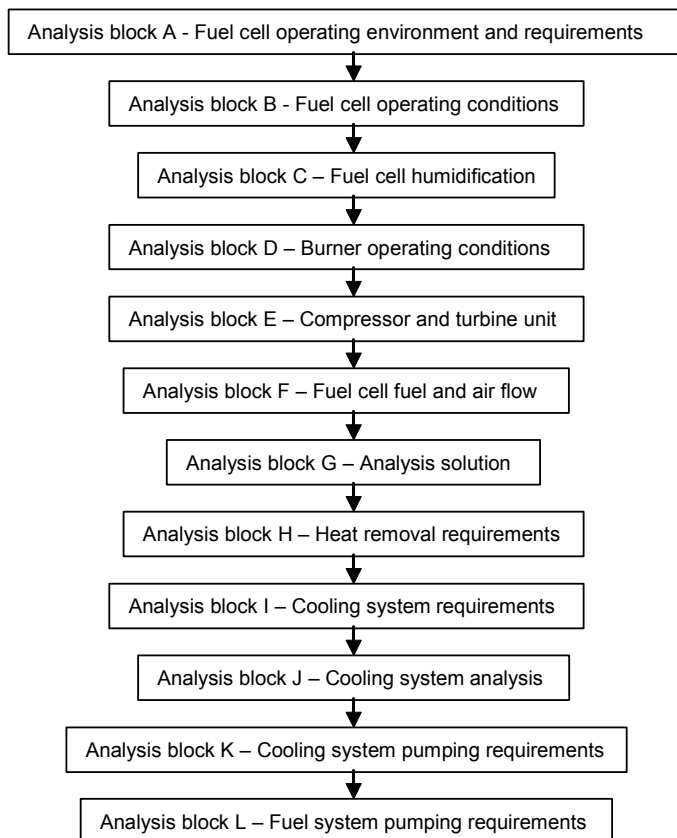 Analysis block A - Fuel cell operating environment and requirements
Analysis block B - Fuel cell operating conditions
Analysis block C – Fuel cell humidification
Analysis block D – Burner operating conditions
Analysis block E – Compressor and turbine unit
Analysis block F – Fuel cell fuel and air flow
Analysis block G – Analysis solution
Analysis block H – Heat removal requirements
Analysis block I – Cooling system requirements
Analysis block J – Cooling system analysis
Analysis block K – Cooling system pumping requirements
Analysis block L – Fuel system pumping requirements